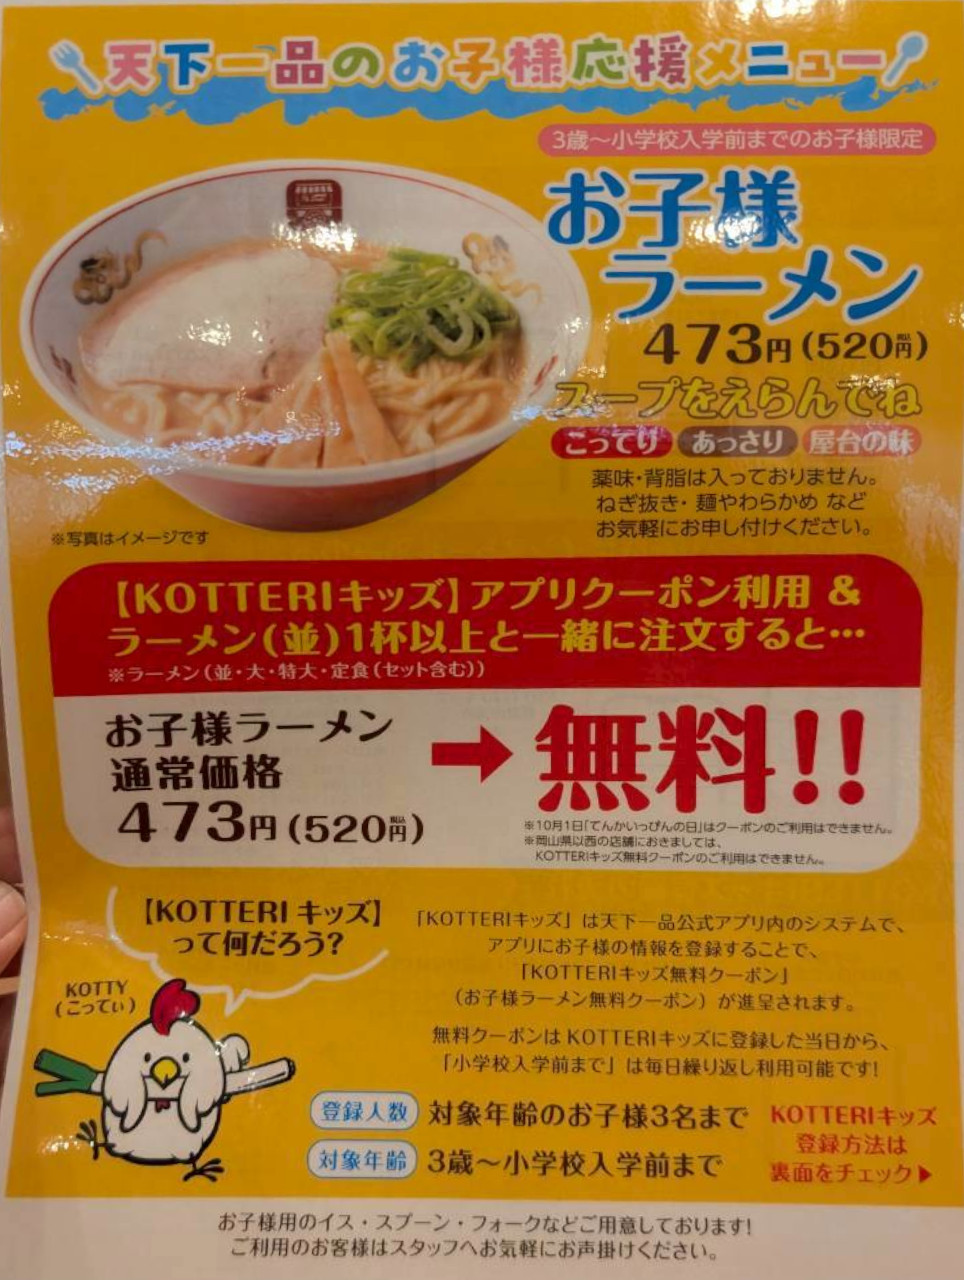 天下一品のお子様応援メニュー
3歳〜小学校入学前までのお子様限定
お子様
ラーメン
473円(520円税込)
スープをえらんでね
こってり あっさり 屋台の味
薬味・背脂は入っておりません。
ねぎ抜き・麺やわらかめ など
お気軽にお申し付けください。
※写真はイメージです
【KOTTERIキッズ】アプリクーポン利用 &
ラーメン(並)1杯以上と一緒に注文すると…
※ラーメン(並・大・特大・定食(セット含む))
お子様ラーメン
通常価格
473円(520円税込)
➡ 無料!!
※10月1日「てんかいっぴんの日」はクーポンのご利用はできません。
※岡山県以西の店舗におきましては、
KOTTERIキッズ無料クーポンのご利用はできません。
【KOTTERI キッズ】
って何だろう?
KOTTY
(こってぃ)
「KOTTERIキッズ」は天下一品公式アプリ内のシステムで、
アプリにお子様の情報を登録することで、
「KOTTERIキッズ無料クーポン」
(お子様ラーメン無料クーポン)が進呈されます。
無料クーポンは KOTTERIキッズに登録した当日から、
「小学校入学前まで」は毎日繰り返し利用可能です!
登録人数 対象年齢のお子様3名まで
対象年齢 3歳〜小学校入学前まで
KOTTERIキッズ
登録方法は
裏面をチェック▶
お子様用のイス・スプーン・フォークなどご用意しております!
ご利用のお客様はスタッフへお気軽にお声掛けください。